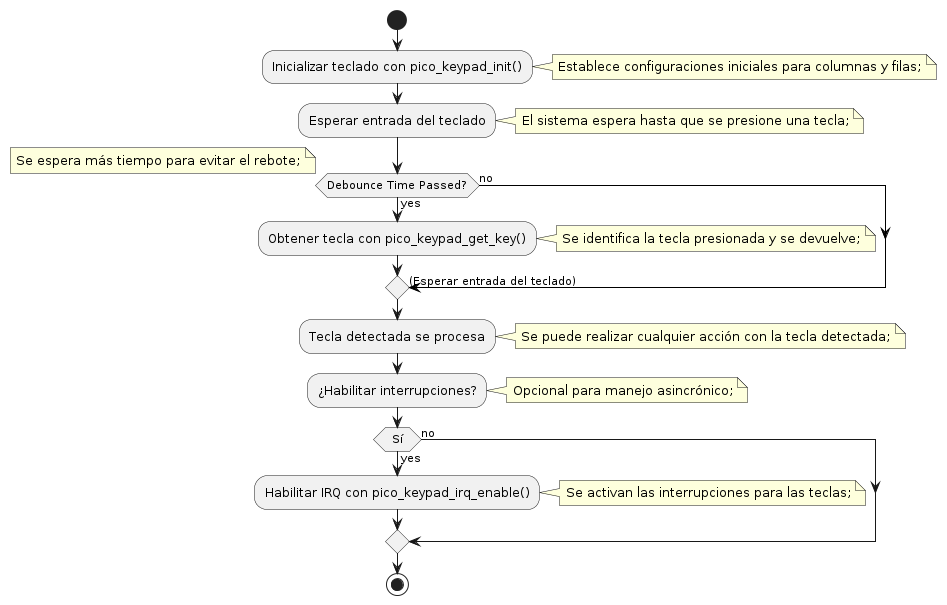 Inicializar teclado con pico_keypad_init()
Establece configuraciones iniciales para columnas y filas;
Esperar entrada del teclado
El sistema espera hasta que se presione una tecla;
Se espera más tiempo para evitar el rebote;
Debounce Time Passed?
no
yes
Obtener tecla con pico_keypad_get_key()
Se identifica la tecla presionada y se devuelve;
(Esperar entrada del teclado)
Tecla detectada se procesa
Se puede realizar cualquier acción con la tecla detectada;
¿Habilitar interrupciones?
Opcional para manejo asincrónico;
Sí
no
yes
Habilitar IRQ con pico_keypad_irq_enable()
Se activan las interrupciones para las teclas;